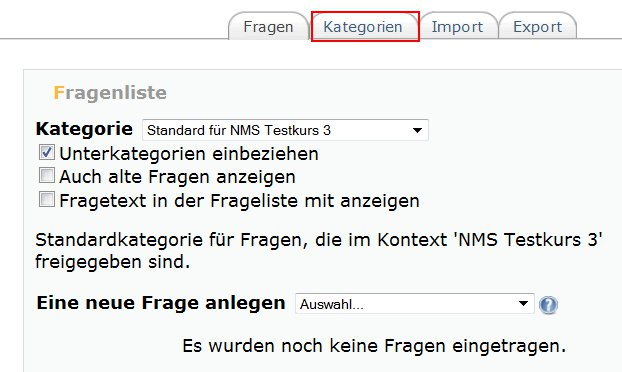 Fragen Kategorien Import Export
Fragenliste
Kategorie Standard für NMS Testkurs 3
Unterkategorien einbeziehen
Auch alte Fragen anzeigen
Fragetext in der Frageliste mit anzeigen
Standardkategorie für Fragen, die im Kontext 'NMS Testkurs 3'
freigegeben sind.
Eine neue Frage anlegen Auswahl... ?
Es wurden noch keine Fragen eingetragen.